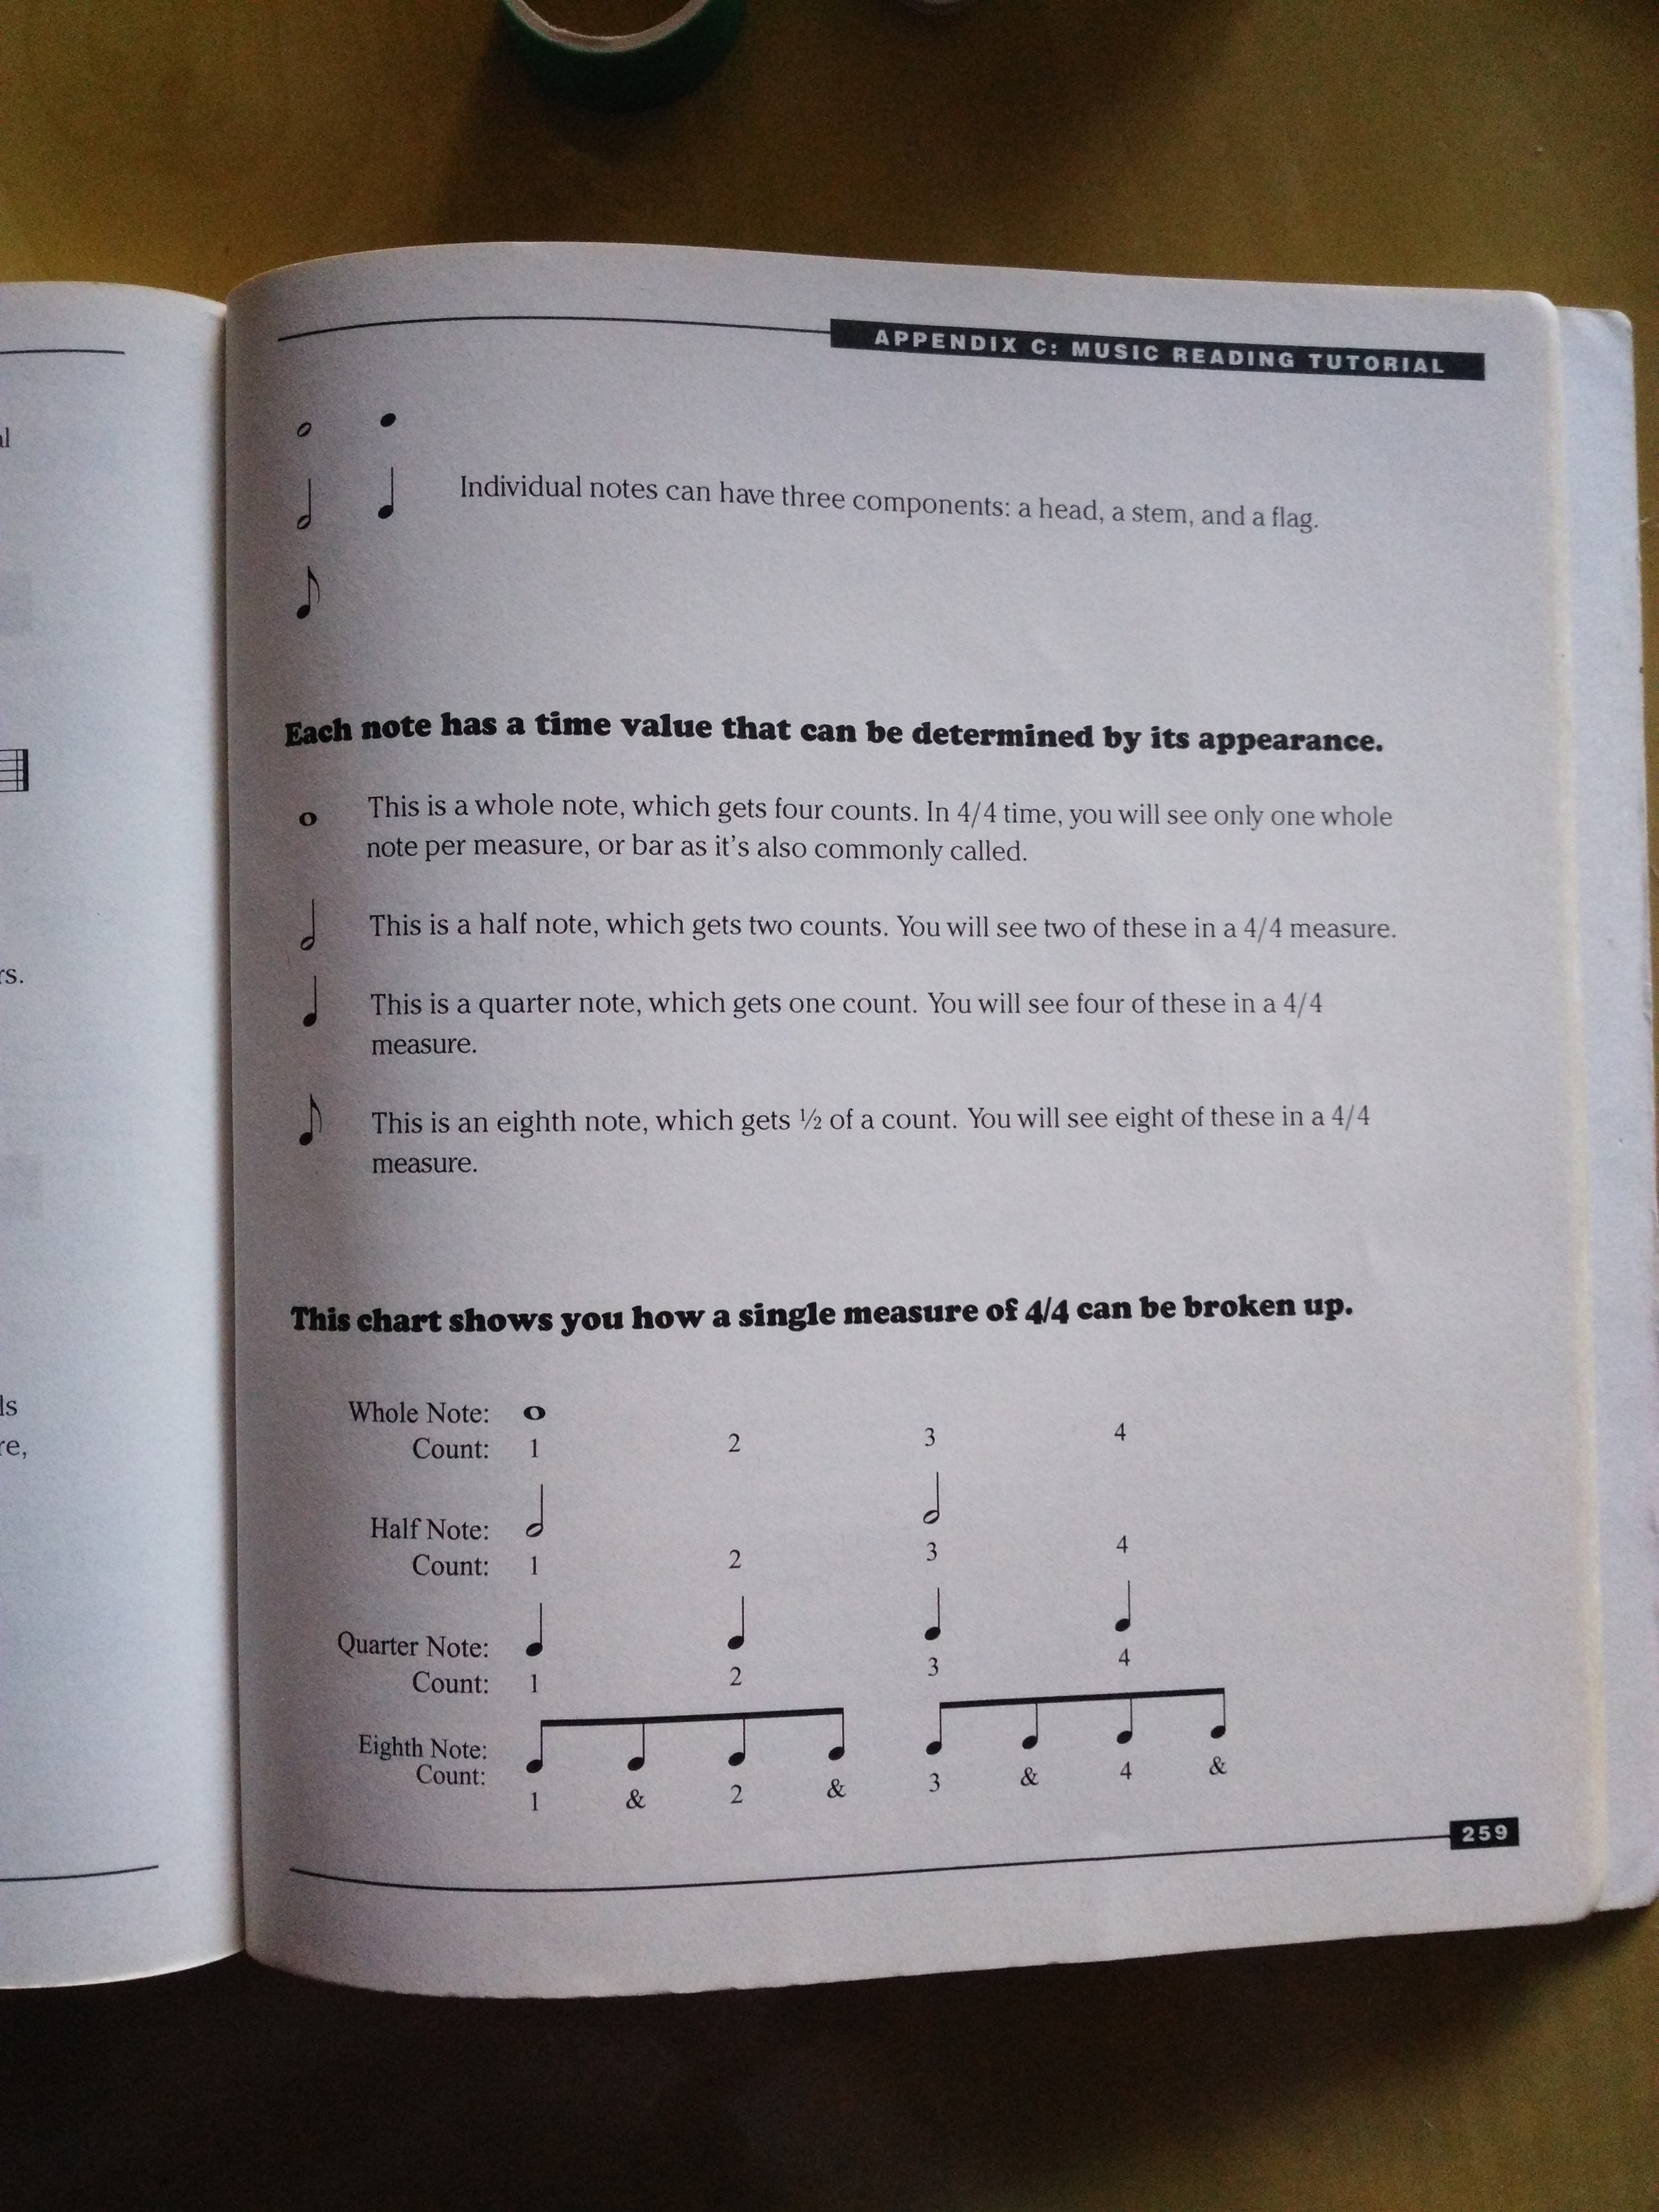 al
rs.
ls
re,
APPENDIX C: MUSIC READING TUTORIAL
Individual notes can have three components: a head, a stem, and a flag.
Each note has a time value that can be determined by its appearance.
This is a whole note, which gets four counts. In 4/4 time, you will see only one whole
note per measure, or bar as it's also commonly called.
This is a half note, which gets two counts. You will see two of these in a 4/4 measure.
This is a quarter note, which gets one count. You will see four of these in a 4/4
measure.
This is an eighth note, which gets ½ of a count. You will see eight of these in a 4/4
measure.
This chart shows you how a single measure of 4/4 can be broken up.
Whole Note:
Count: 1 2 3 4
Half Note:
Count: 1 2 3 4
Quarter Note:
Count: 1 2 3 4
Eighth Note:
Count: 1 & 2 & 3 & 4 &
259